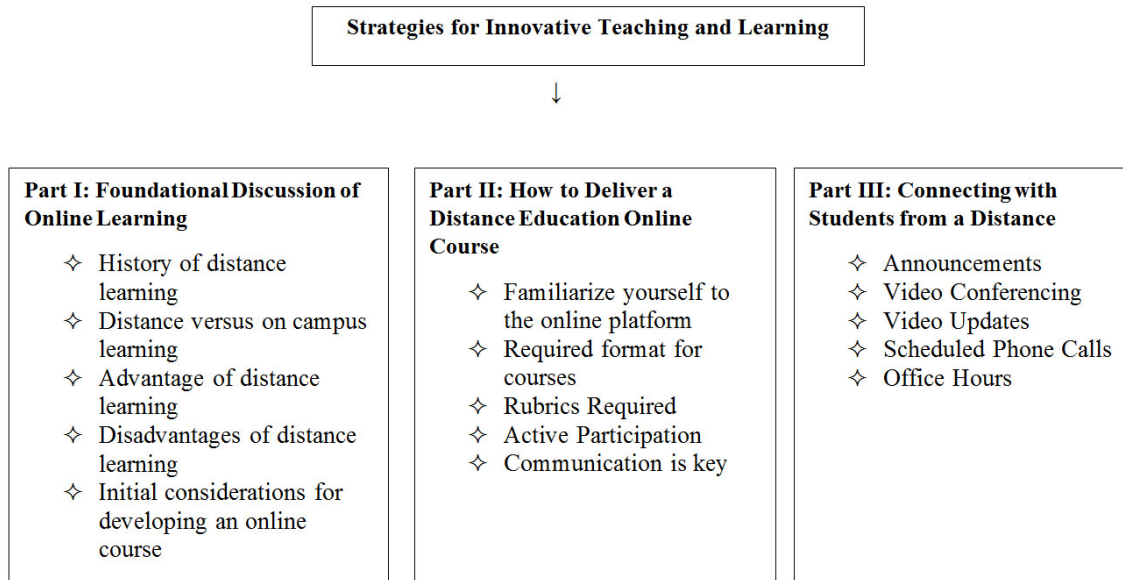 Strategies for Innovative Teaching and Learning
↓
Part I: Foundational Discussion of
Online Learning
✧ History of distance
learning
✧ Distance versus on campus
learning
✧ Advantage of distance
learning
✧ Disadvantages of distance
learning
✧ Initial considerations for
developing an online
course
Part II: How to Deliver a
Distance Education Online
Course
✧ Familiarize yourself to
the online platform
✧ Required format for
courses
✧ Rubrics Required
✧ Active Participation
✧ Communication is key
Part III: Connecting with
Students from a Distance
✧ Announcements
✧ Video Conferencing
✧ Video Updates
✧ Scheduled Phone Calls
✧ Office Hours